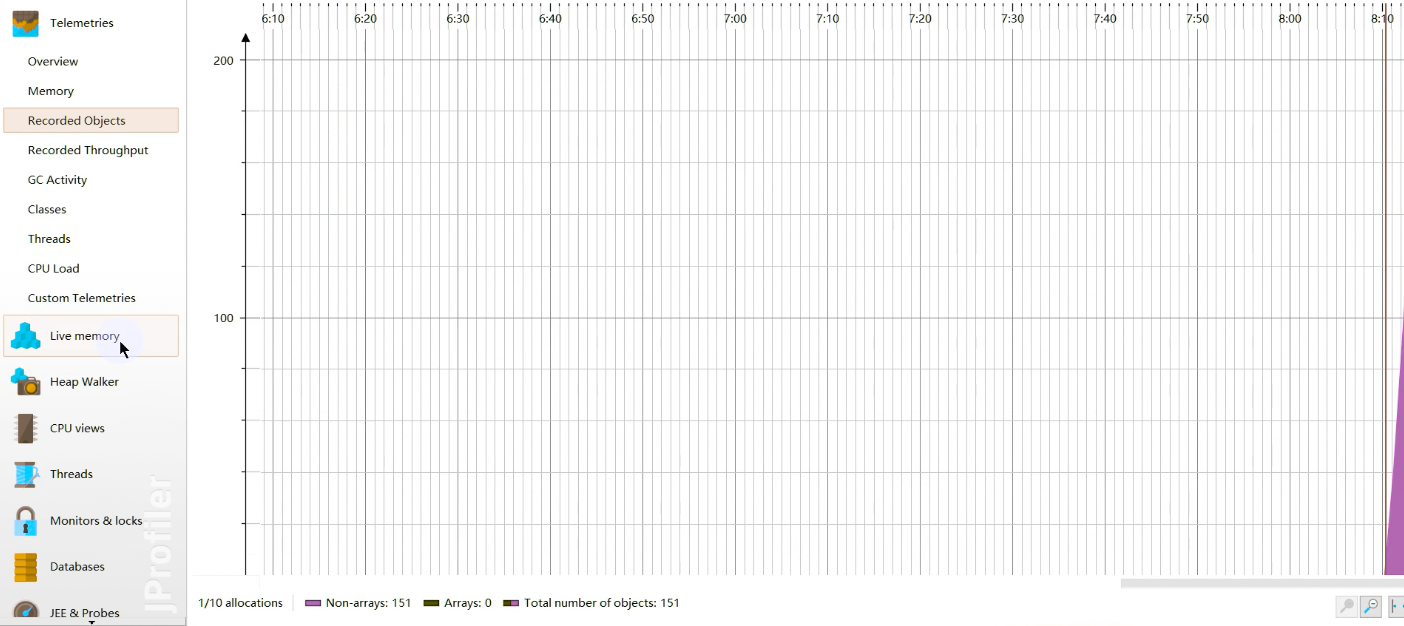 Telemetries
Overview
Memory
Recorded Objects
Recorded Throughput
GC Activity
Classes
Threads
CPU Load
Custom Telemetries
Live memory
Heap Walker
CPU views
Threads
Monitors & locks
Databases
JEE & Probes
JProfiler
6:10 6:20 6:30 6:40 6:50 7:00 7:10 7:20 7:30 7:40 7:50 8:00 8:10
200
100
1/10 allocations Non-arrays: 151 Arrays: 0 Total number of objects: 151